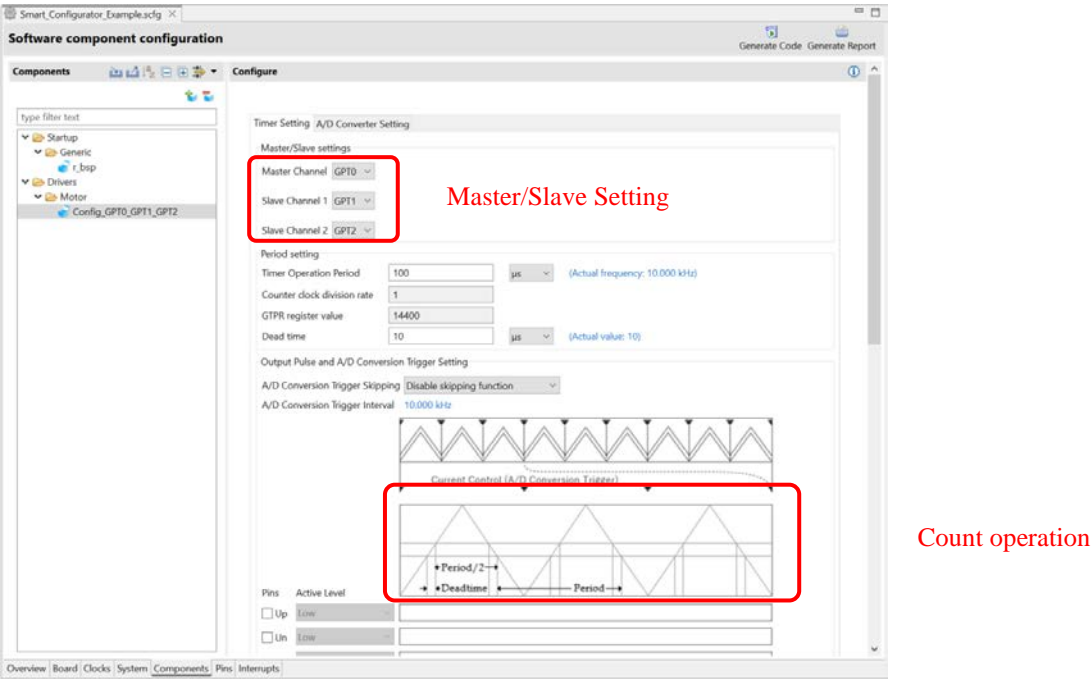 Smart_Configurator_Example.scfg
Software component configuration
Generate Code Generate Report
Components
Configure
type filter text
Startup
Generic
r_bsp
Drivers
Motor
Config_GPT0_GPT1_GPT2
Timer Setting A/D Converter Setting
Master/Slave settings
Master Channel GPT0
Slave Channel 1 GPT1
Slave Channel 2 GPT2
Master/Slave Setting
Period setting
Timer Operation Period 100 µs (Actual frequency: 10.000 kHz)
Counter clock division rate 1
GTPR register value 14400
Dead time 10 µs (Actual value: 10)
Output Pulse and A/D Conversion Trigger Setting
A/D Conversion Trigger Skipping Disable skipping function
A/D Conversion Trigger Interval 10.000 kHz
Current Control (A/D Conversion Trigger)
Count operation
Period/2
Deadtime Period
Pins Active Level
Up Low
Un Low
Overview Board Clocks System Components Pins Interrupts